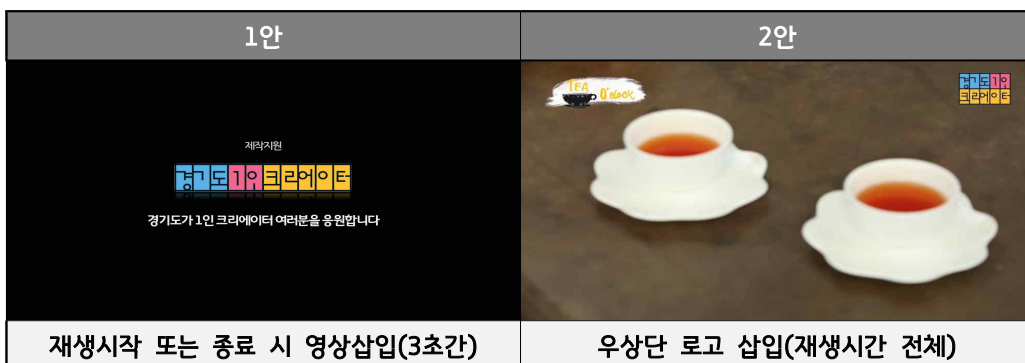 1안
2안
제작지원
경기도1인크리에이터
경기도가 1인 크리에이터 여러분을 응원합니다
TEA
O'clock
경기도1인
크리에이터
재생시작 또는 종료 시 영상삽입(3초간)
우상단 로고 삽입(재생시간 전체)